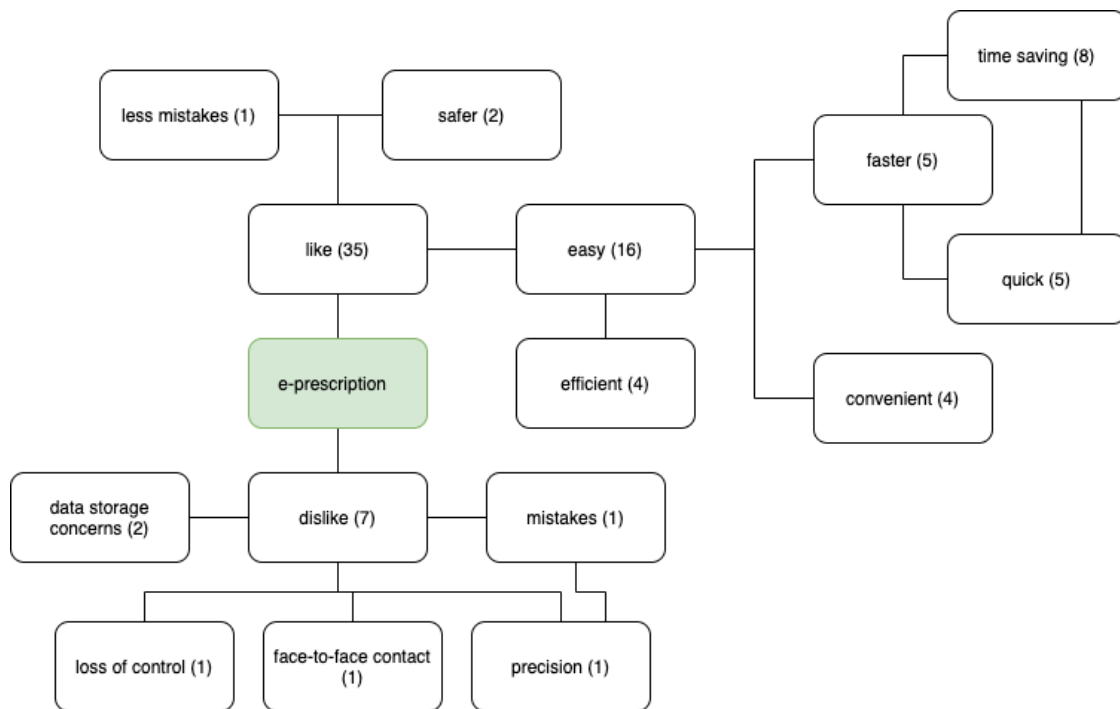 time saving (8)
less mistakes (1)
safer (2)
faster (5)
like (35)
easy (16)
quick (5)
e-prescription
efficient (4)
convenient (4)
data storage
concerns (2)
dislike (7)
mistakes (1)
loss of control (1)
face-to-face contact
(1)
precision (1)